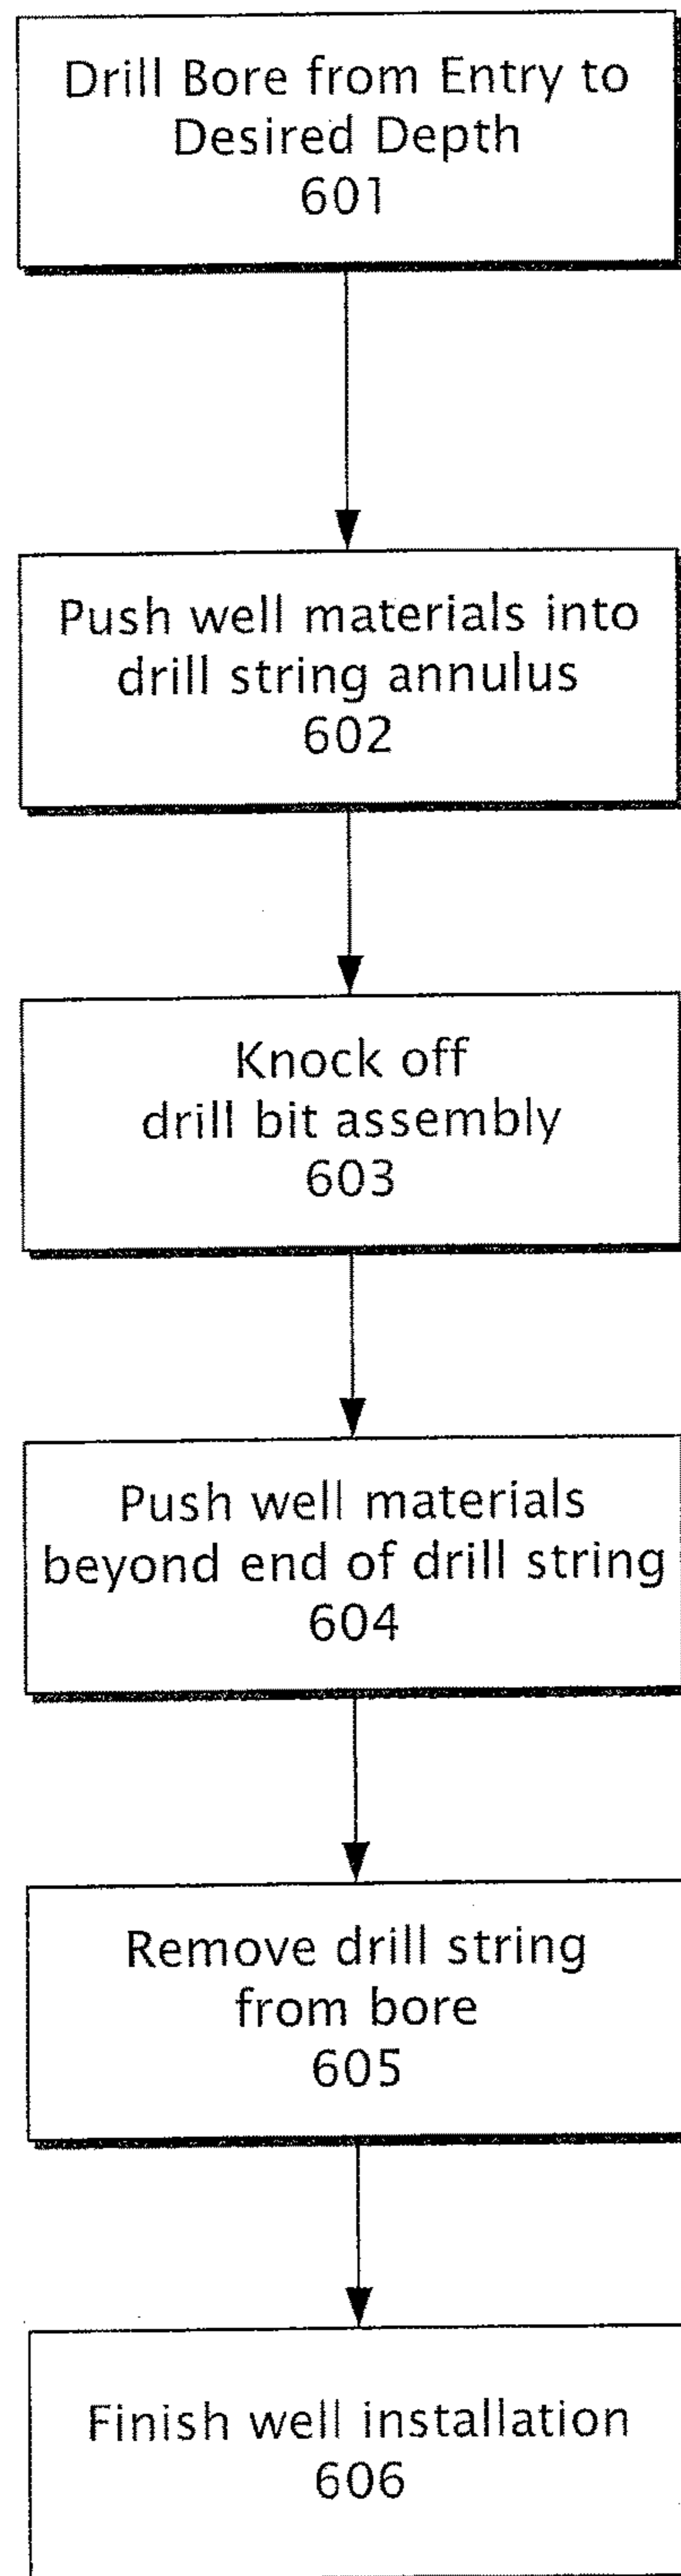 Drill Bore from Entry to
Desired Depth
601
Push well materials into
drill string annulus
602
Knock off
drill bit assembly
603
Push well materials
beyond end of drill string
604
Remove drill string
from bore
605
Finish well installation
606